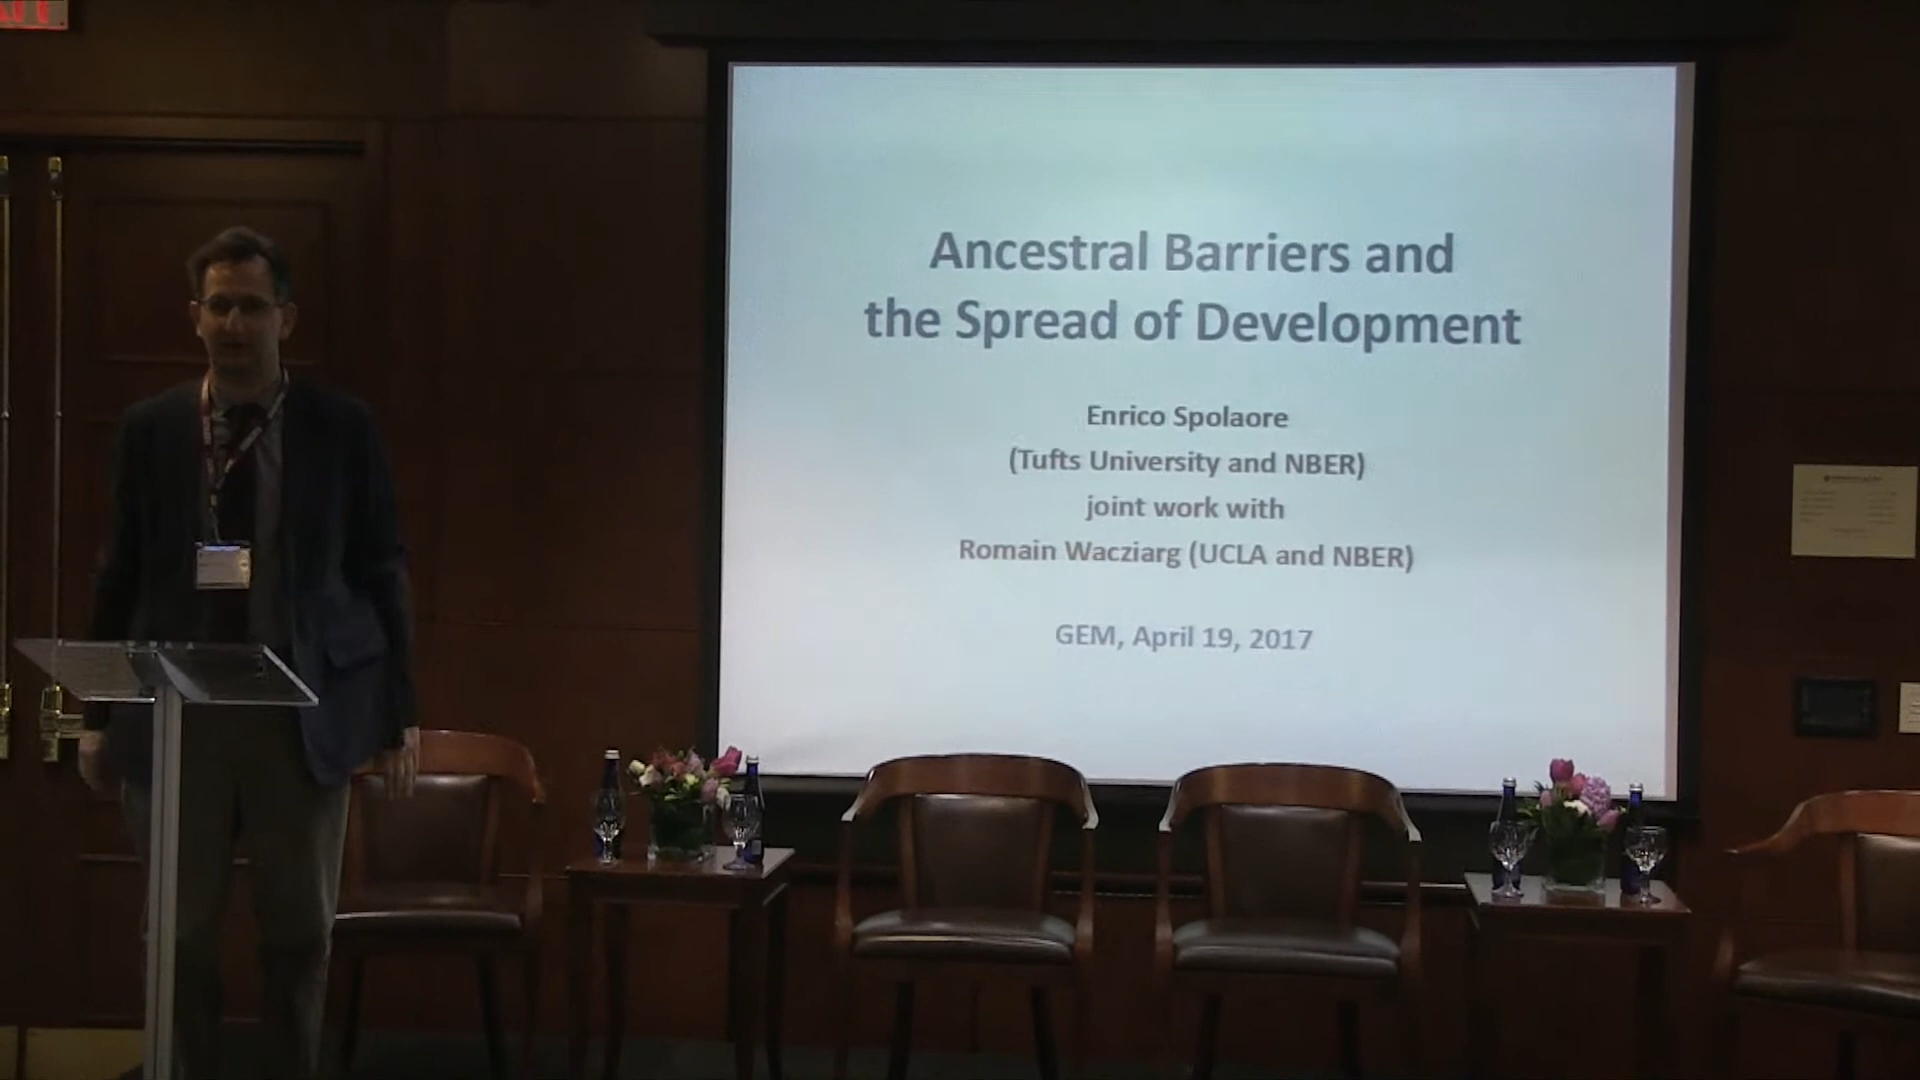 Ancestral Barriers and
the Spread of Development
Enrico Spolaore
(Tufts University and NBER)
joint work with
Romain Wacziarg (UCLA and NBER)
GEM, April 19, 2017